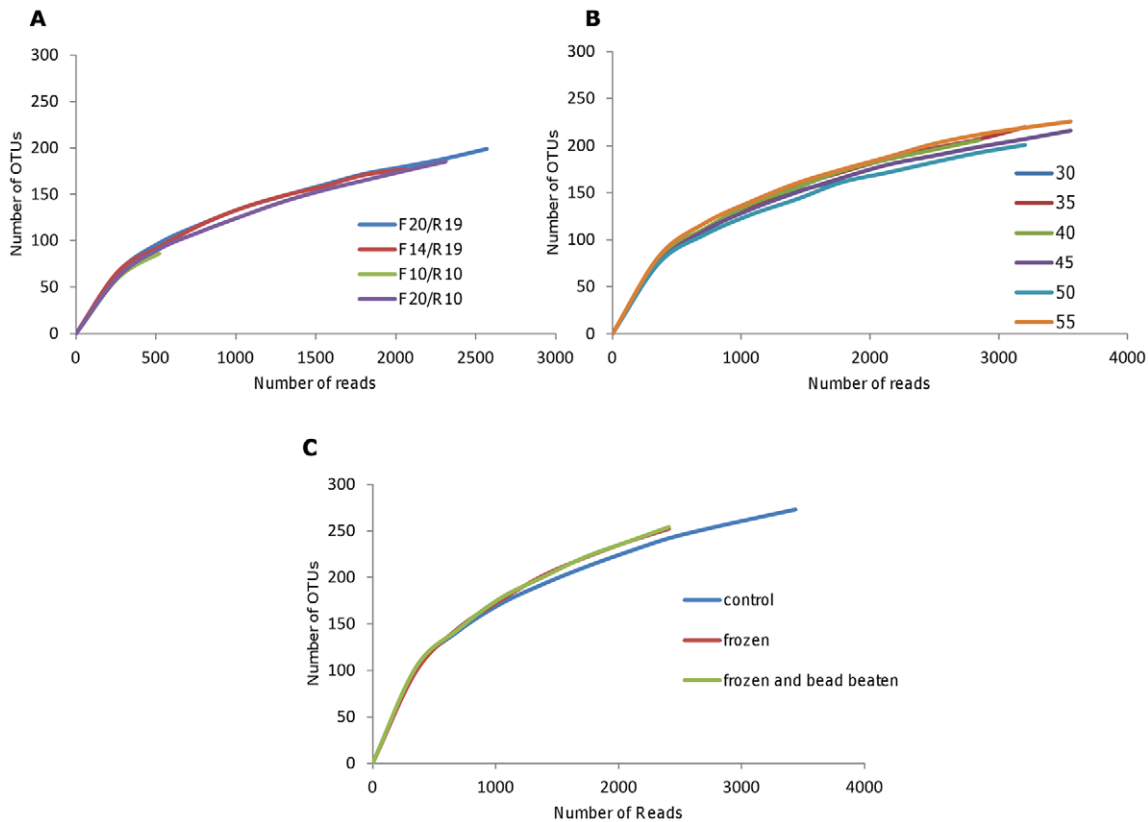 A
300
250
200
150
100
50
0
Number of OTUs
0 500 1000 1500 2000 2500 3000
Number of reads
F20/R19
F14/R19
F10/R10
F20/R10
B
300
250
200
150
100
50
0
Number of OTUs
0 1000 2000 3000 4000
Number of reads
30
35
40
45
50
55
C
300
250
200
150
100
50
0
Number of OTUs
0 1000 2000 3000 4000
Number of Reads
control
frozen
frozen and bead beaten